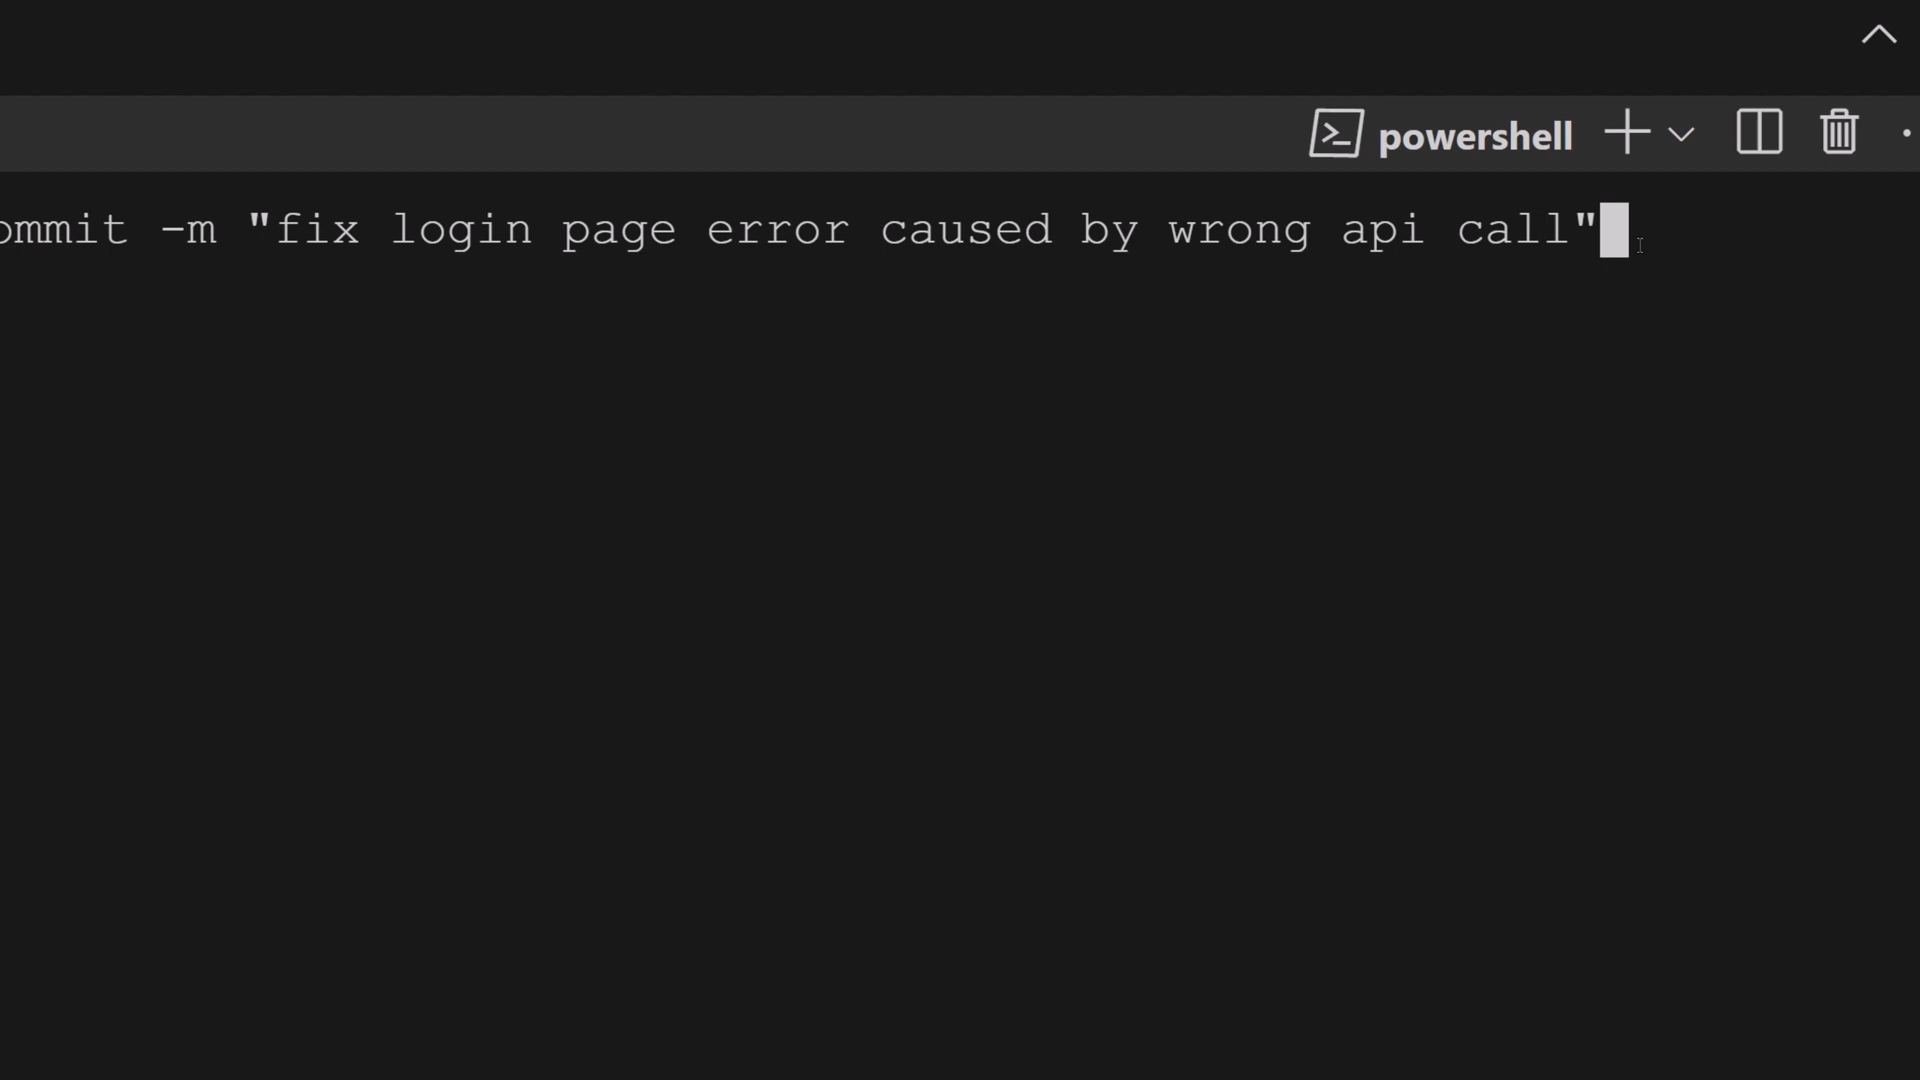 powershell
ommit -m "fix login page error caused by wrong api call"